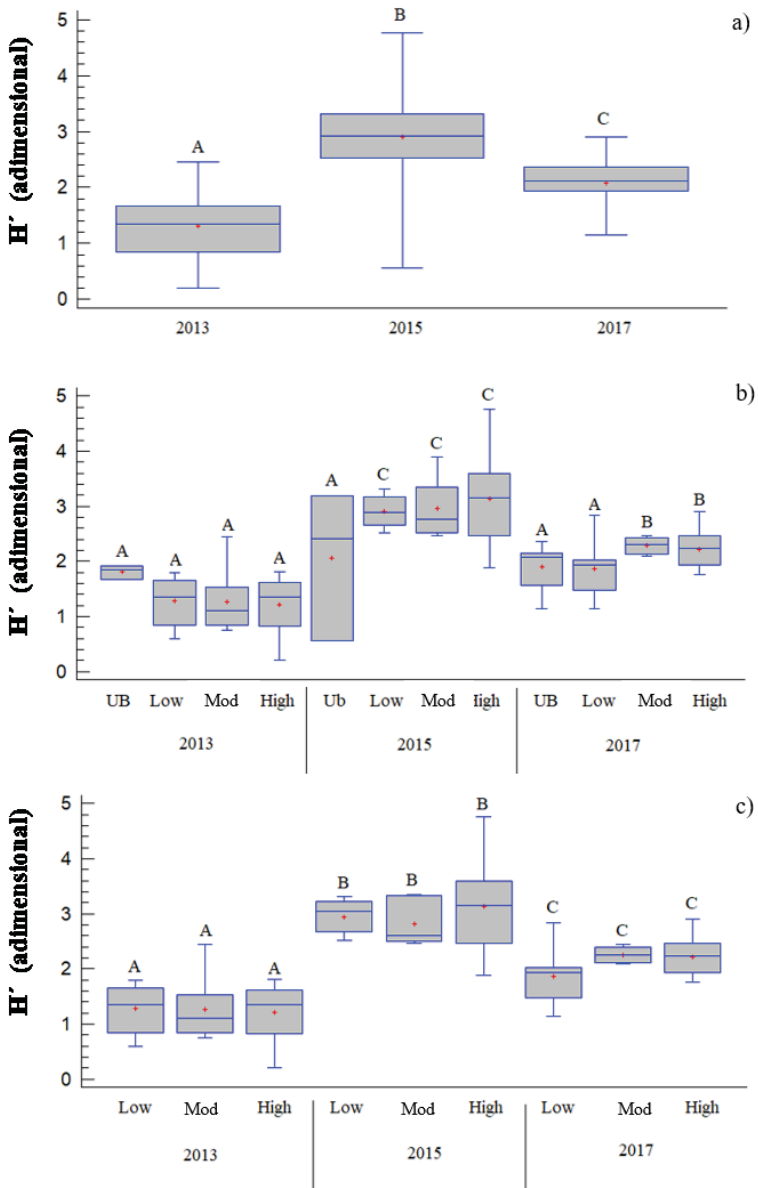 a)
H´ (adimensional)
5
4
3
2
1
0
A
B
C
2013 2015 2017
b)
H´ (adimensional)
5
4
3
2
1
0
A A A A A C C C A A B B
UB Low Mod High Ub Low Mod Iigh UB Low Mod High
2013 2015 2017
c)
H´ (adimensional)
5
4
3
2
1
0
A A A B B B C C C
Low Mod High Low Mod High Low Mod High
2013 2015 2017